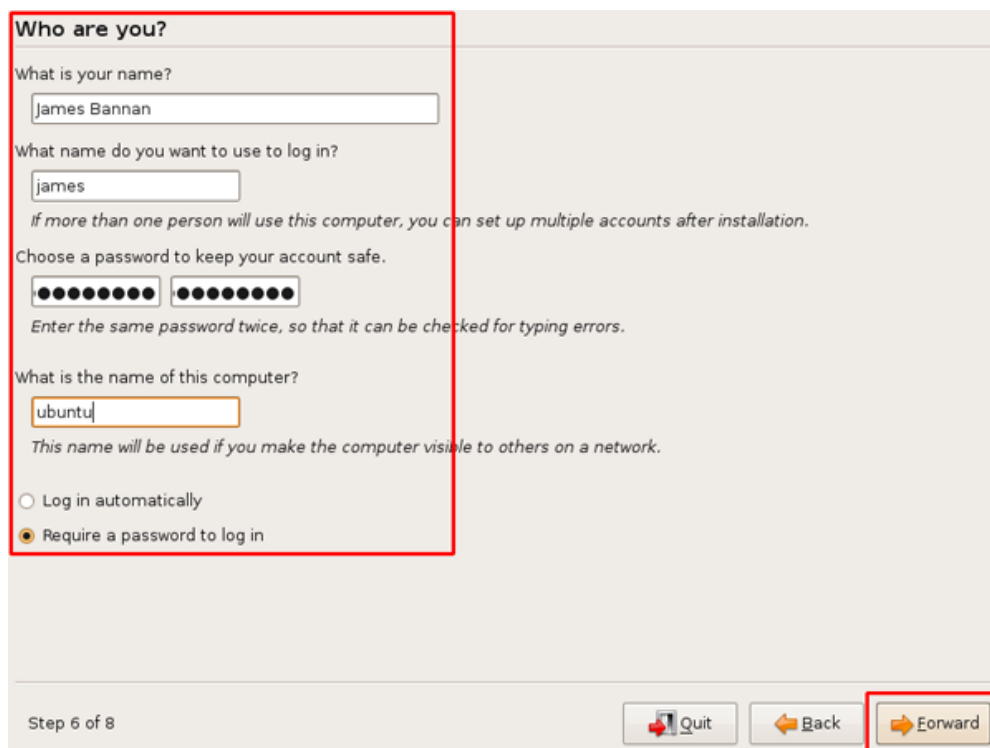 Who are you?
What is your name?
James Bannan
What name do you want to use to log in?
james
If more than one person will use this computer, you can set up multiple accounts after installation.
Choose a password to keep your account safe.
Enter the same password twice, so that it can be checked for typing errors.
What is the name of this computer?
ubuntu
This name will be used if you make the computer visible to others on a network.
Log in automatically
Require a password to log in
Step 6 of 8 Quit Back Forward